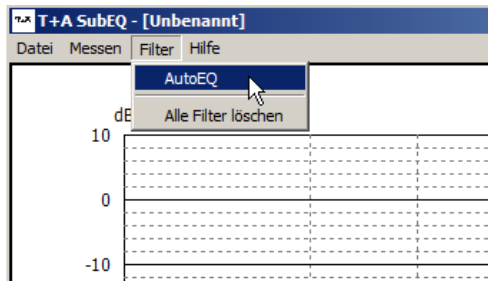 T+A T+A SubEQ - [Unbenannt]
Datei Messen Filter Hilfe
AutoEQ
Alle Filter löschen
dB
10
0
-10